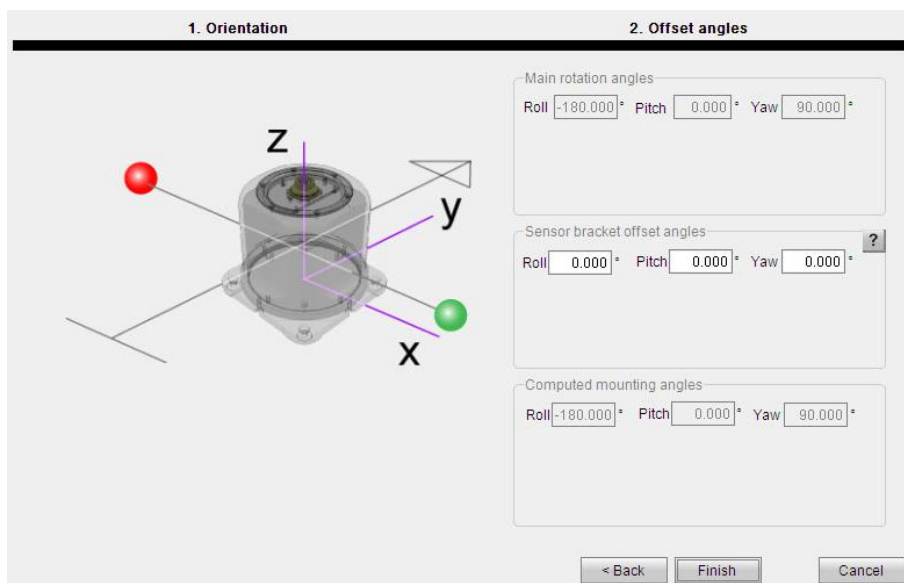 1. Orientation
2. Offset angles
Main rotation angles
Roll -180.000 ° Pitch 0.000 ° Yaw 90.000 °
z
y
x
Sensor bracket offset angles
?
Roll 0.000 ° Pitch 0.000 ° Yaw 0.000 °
Computed mounting angles
Roll -180.000 ° Pitch 0.000 ° Yaw 90.000 °
< Back Finish Cancel